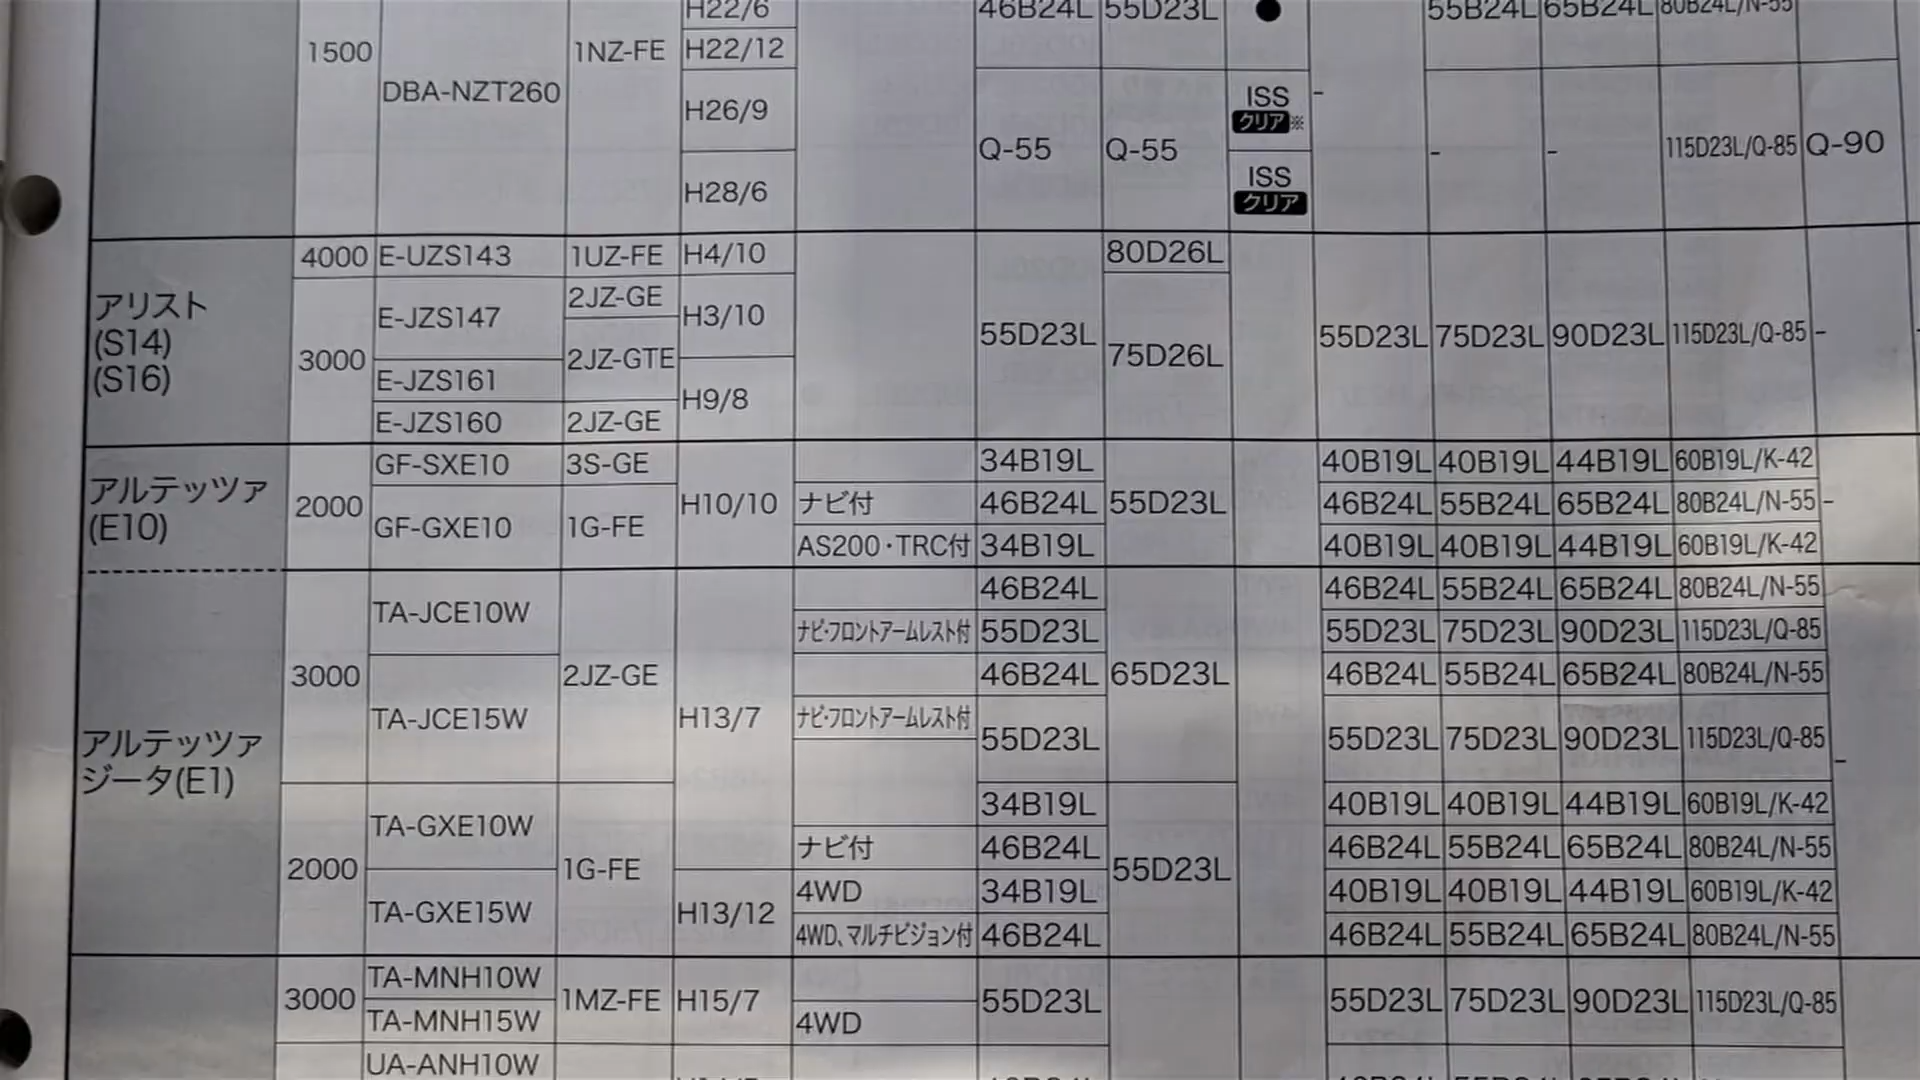 H22/6 46B24L 55D23L ● 55B24L 65B24L 80B24L/N-55
1500 DBA-NZT260 1NZ-FE H22/12
H26/9 Q-55 Q-55 ISS クリア※ - - - 115D23L/Q-85 Q-90
H28/6 ISS クリア
アリスト (S14) (S16)
4000 E-UZS143 1UZ-FE H4/10 55D23L 80D26L 55D23L 75D23L 90D23L 115D23L/Q-85 - -
3000 E-JZS147 2JZ-GE H3/10 75D26L
2JZ-GTE
E-JZS161 H9/8
E-JZS160 2JZ-GE
アルテッツァ (E10)
2000 GF-SXE10 3S-GE H10/10 34B19L 55D23L 40B19L 40B19L 44B19L 60B19L/K-42
GF-GXE10 1G-FE ナビ付 46B24L 46B24L 55B24L 65B24L 80B24L/N-55 -
AS200・TRC付 34B19L 40B19L 40B19L 44B19L 60B19L/K-42
アルテッツァ ジータ(E1)
3000 TA-JCE10W 2JZ-GE H13/7 46B24L 65D23L 46B24L 55B24L 65B24L 80B24L/N-55
ナビ・フロントアームレスト付 55D23L 55D23L 75D23L 90D23L 115D23L/Q-85
TA-JCE15W 46B24L 46B24L 55B24L 65B24L 80B24L/N-55
ナビ・フロントアームレスト付 55D23L 55D23L 75D23L 90D23L 115D23L/Q-85 -
2000 TA-GXE10W 1G-FE 34B19L 55D23L 40B19L 40B19L 44B19L 60B19L/K-42
ナビ付 46B24L 46B24L 55B24L 65B24L 80B24L/N-55
TA-GXE15W H13/12 4WD 34B19L 40B19L 40B19L 44B19L 60B19L/K-42
4WD、マルチビジョン付 46B24L 46B24L 55B24L 65B24L 80B24L/N-55
3000 TA-MNH10W 1MZ-FE H15/7 55D23L 55D23L 75D23L 90D23L 115D23L/Q-85
TA-MNH15W 4WD
UA-ANH10W